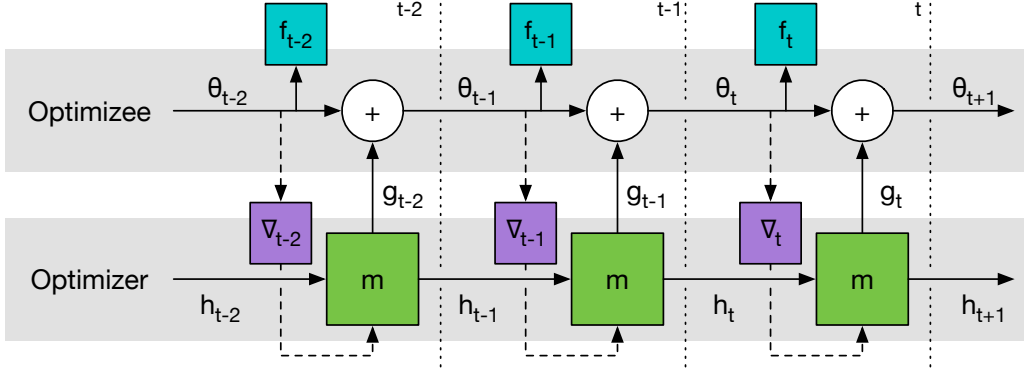 t-2 t-1 t
f_{t-2} f_{t-1} f_t
Optimizee θ_{t-2} + θ_{t-1} + θ_t + θ_{t+1}
g_{t-2} g_{t-1} g_t
∇_{t-2} ∇_{t-1} ∇_t
Optimizer m m m
h_{t-2} h_{t-1} h_t h_{t+1}